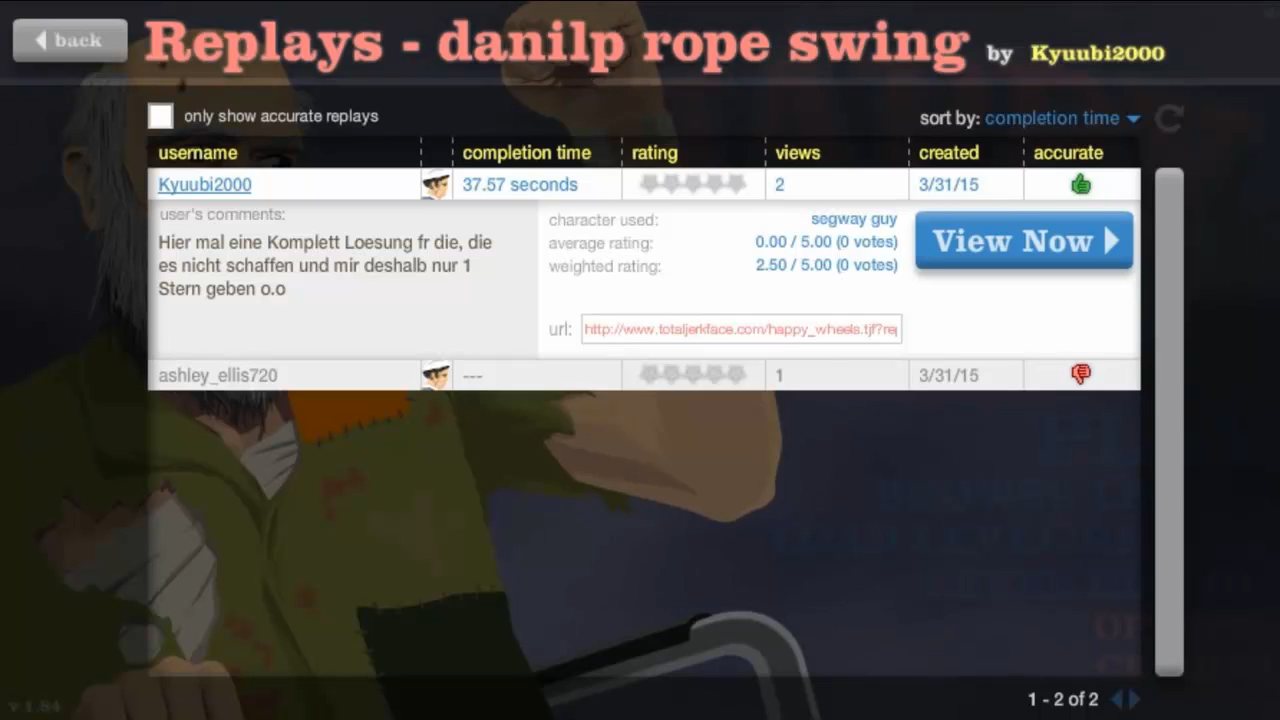 back
Replays - danilp rope swing by Kyuubi2000
only show accurate replays
sort by: completion time
username completion time rating views created accurate
Kyuubi2000 37.57 seconds 2 3/31/15
user's comments:
Hier mal eine Komplett Loesung fr die, die
es nicht schaffen und mir deshalb nur 1
Stern geben o.o
character used: segway guy
average rating: 0.00 / 5.00 (0 votes)
weighted rating: 2.50 / 5.00 (0 votes)
View Now
url: http://www.totaljerkface.com/happy_wheels.tjf?rep
ashley_ellis720 --- 1 3/31/15
1 - 2 of 2
v 1.84